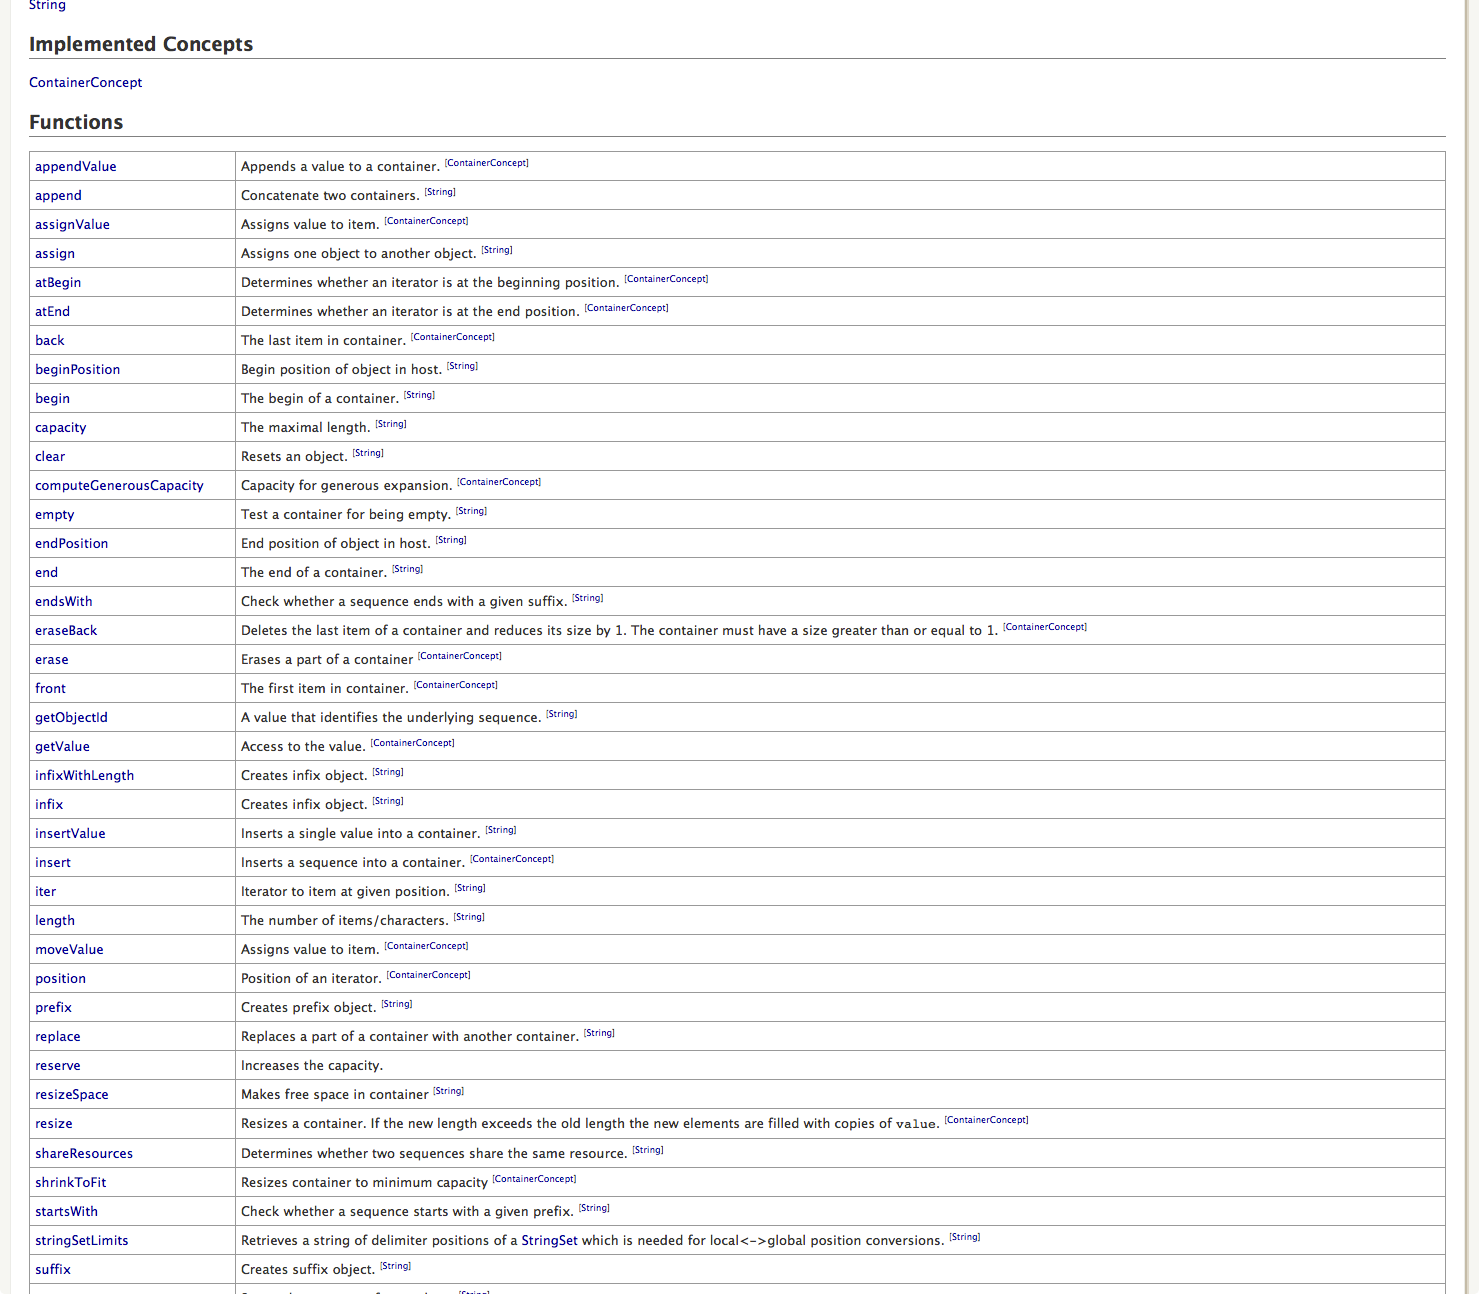 String
Implemented Concepts
ContainerConcept
Functions
appendValue Appends a value to a container. [ContainerConcept]
append Concatenate two containers. [String]
assignValue Assigns value to item. [ContainerConcept]
assign Assigns one object to another object. [String]
atBegin Determines whether an iterator is at the beginning position. [ContainerConcept]
atEnd Determines whether an iterator is at the end position. [ContainerConcept]
back The last item in container. [ContainerConcept]
beginPosition Begin position of object in host. [String]
begin The begin of a container. [String]
capacity The maximal length. [String]
clear Resets an object. [String]
computeGenerousCapacity Capacity for generous expansion. [ContainerConcept]
empty Test a container for being empty. [String]
endPosition End position of object in host. [String]
end The end of a container. [String]
endsWith Check whether a sequence ends with a given suffix. [String]
eraseBack Deletes the last item of a container and reduces its size by 1. The container must have a size greater than or equal to 1. [ContainerConcept]
erase Erases a part of a container [ContainerConcept]
front The first item in container. [ContainerConcept]
getObjectId A value that identifies the underlying sequence. [String]
getValue Access to the value. [ContainerConcept]
infixWithLength Creates infix object. [String]
infix Creates infix object. [String]
insertValue Inserts a single value into a container. [String]
insert Inserts a sequence into a container. [ContainerConcept]
iter Iterator to item at given position. [String]
length The number of items/characters. [String]
moveValue Assigns value to item. [ContainerConcept]
position Position of an iterator. [ContainerConcept]
prefix Creates prefix object. [String]
replace Replaces a part of a container with another container. [String]
reserve Increases the capacity.
resizeSpace Makes free space in container [String]
resize Resizes a container. If the new length exceeds the old length the new elements are filled with copies of value. [ContainerConcept]
shareResources Determines whether two sequences share the same resource. [String]
shrinkToFit Resizes container to minimum capacity [ContainerConcept]
startsWith Check whether a sequence starts with a given prefix. [String]
stringSetLimits Retrieves a string of delimiter positions of a StringSet which is needed for local<->global position conversions. [String]
suffix Creates suffix object. [String]
[String]